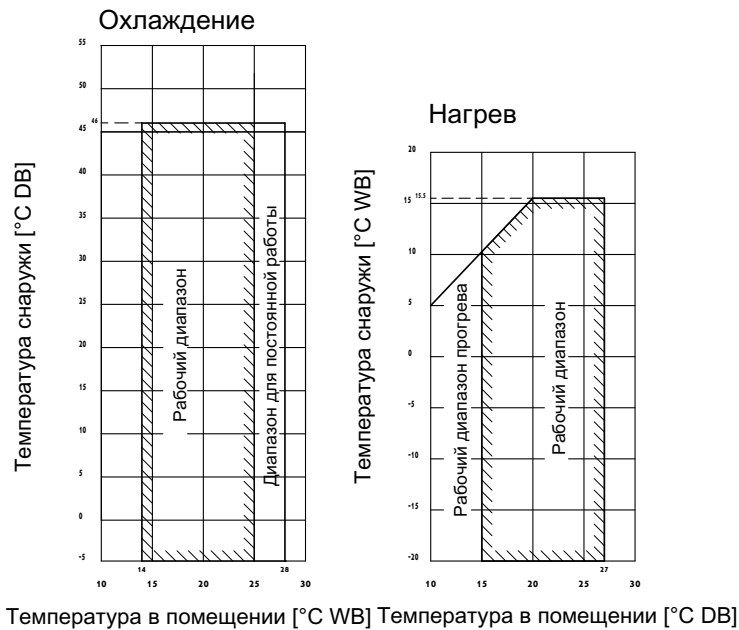 Охлаждение
Температура снаружи [°C DB]
55
50
46
45
40
35
30
25
20
15
10
5
0
-5
Рабочий диапазон
Диапазон для постоянной работы
14
28
10 15 20 25 30
Температура в помещении [°C WB]
Нагрев
Температура снаружи [°C WB]
20
15.5
15
10
5
0
-5
-10
-15
-20
Рабочий диапазон прогрева
Рабочий диапазон
27
10 15 20 25 30
Температура в помещении [°C DB]